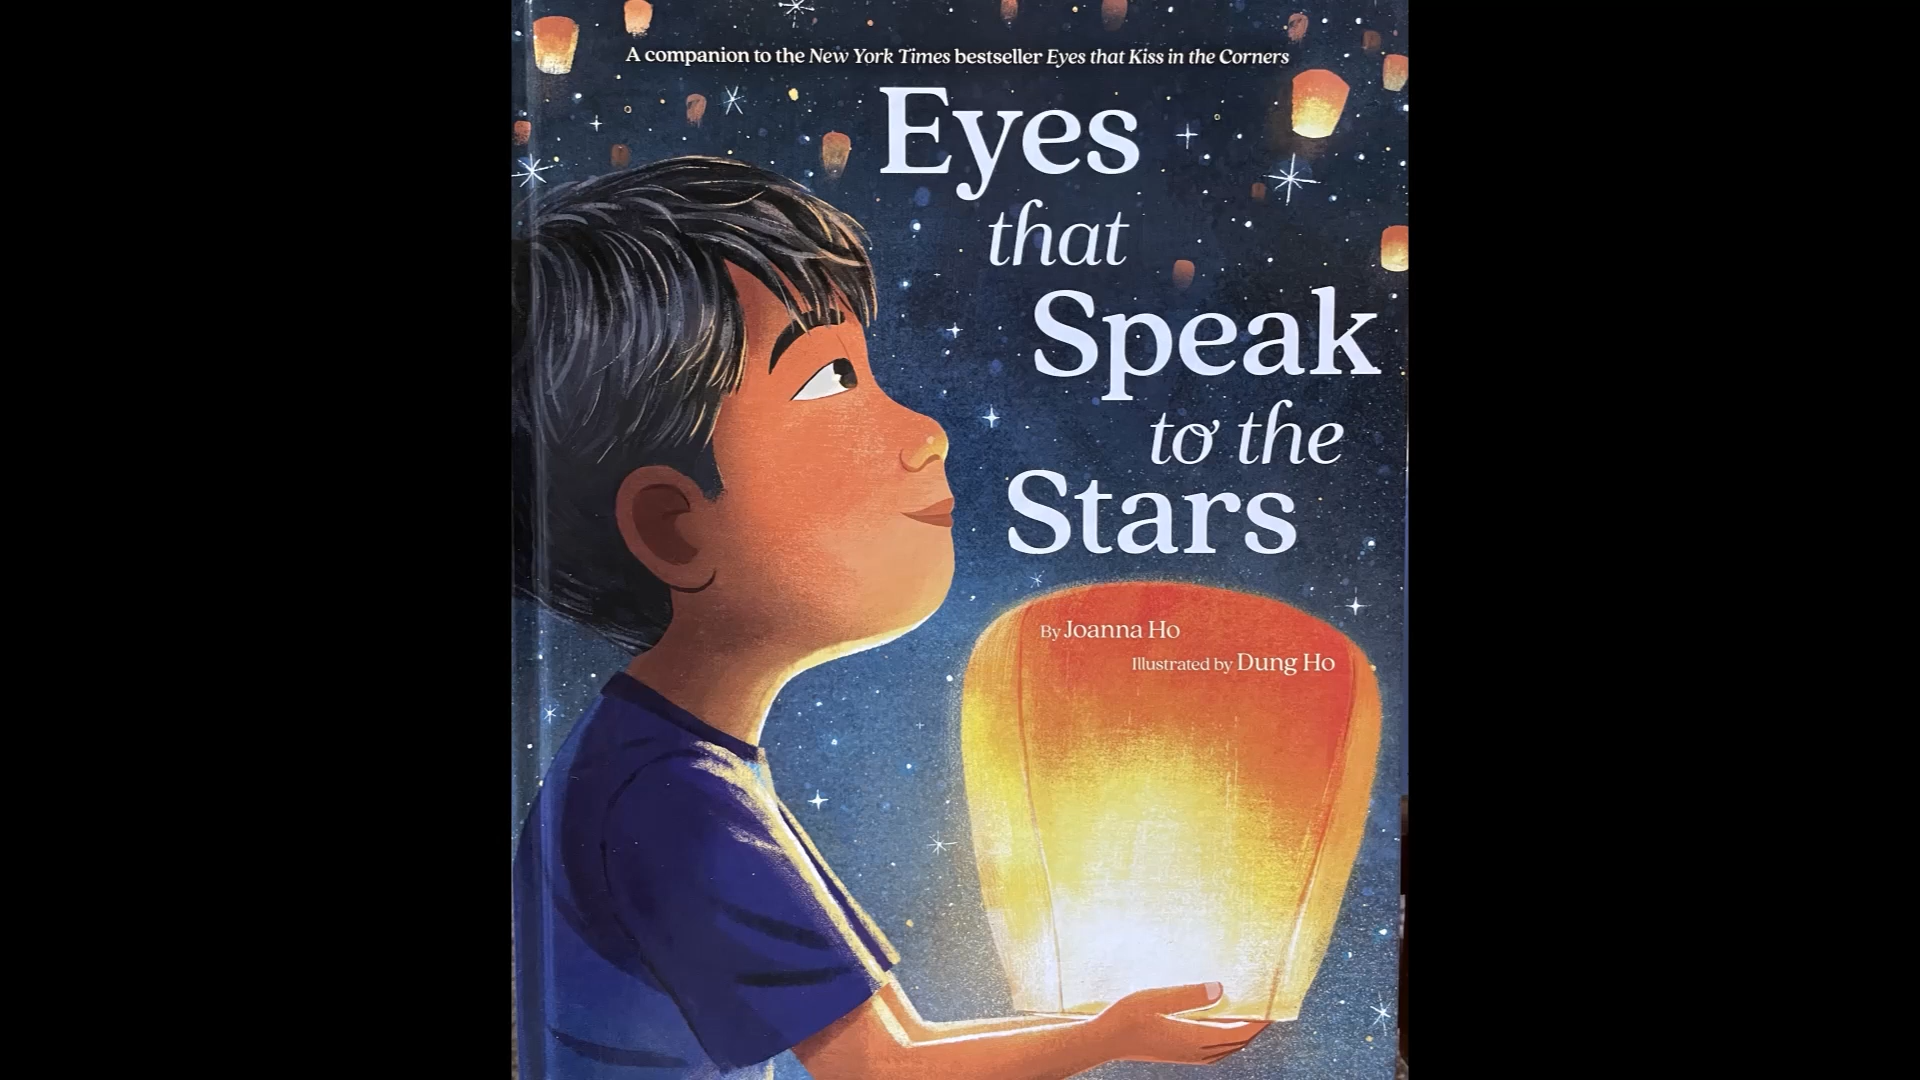 A companion to the New York Times bestseller Eyes that Kiss in the Corners
Eyes
that
Speak
to the
Stars
By Joanna Ho
Illustrated by Dung Ho